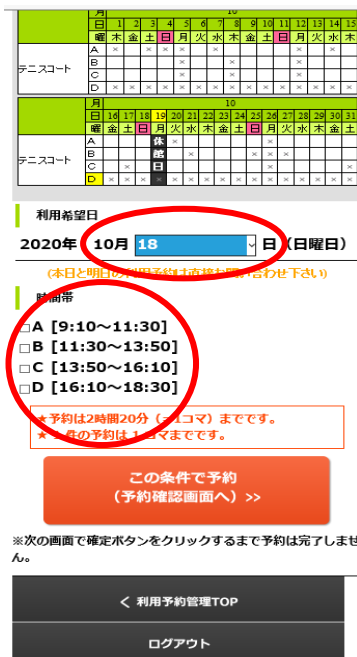 月 10
日 1 2 3 4 5 6 7 8 9 10 11 12 13 14 15
曜 木 金 土 日 月 火 水 木 金 土 日 月 火 水 木
テニスコート
A × × × × × ×
B × × ×
C × × ×
D × × × × × × × × × × × × × × ×
月 10
日 16 17 18 19 20 21 22 23 24 25 26 27 28 29 30 31
曜 金 土 日 月 火 水 木 金 土 日 月 火 水 木 金 土
テニスコート
休館日
利用希望日
2020年 10月 18 日 (日曜日)
(本日と明日の利用予約は直接お問い合わせ下さい)
時間帯
□A [9:10～11:30]
□B [11:30～13:50]
□C [13:50～16:10]
□D [16:10～18:30]
★予約は2時間20分 (=1コマ) までです。
件の予約は 1コマまでです。
この条件で予約
(予約確認画面へ) >>
※次の画面で確定ボタンをクリックするまで予約は完了しませ
ん。
く 利用予約管理TOP
ログアウト